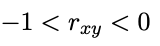 −1 < r_{xy} < 0